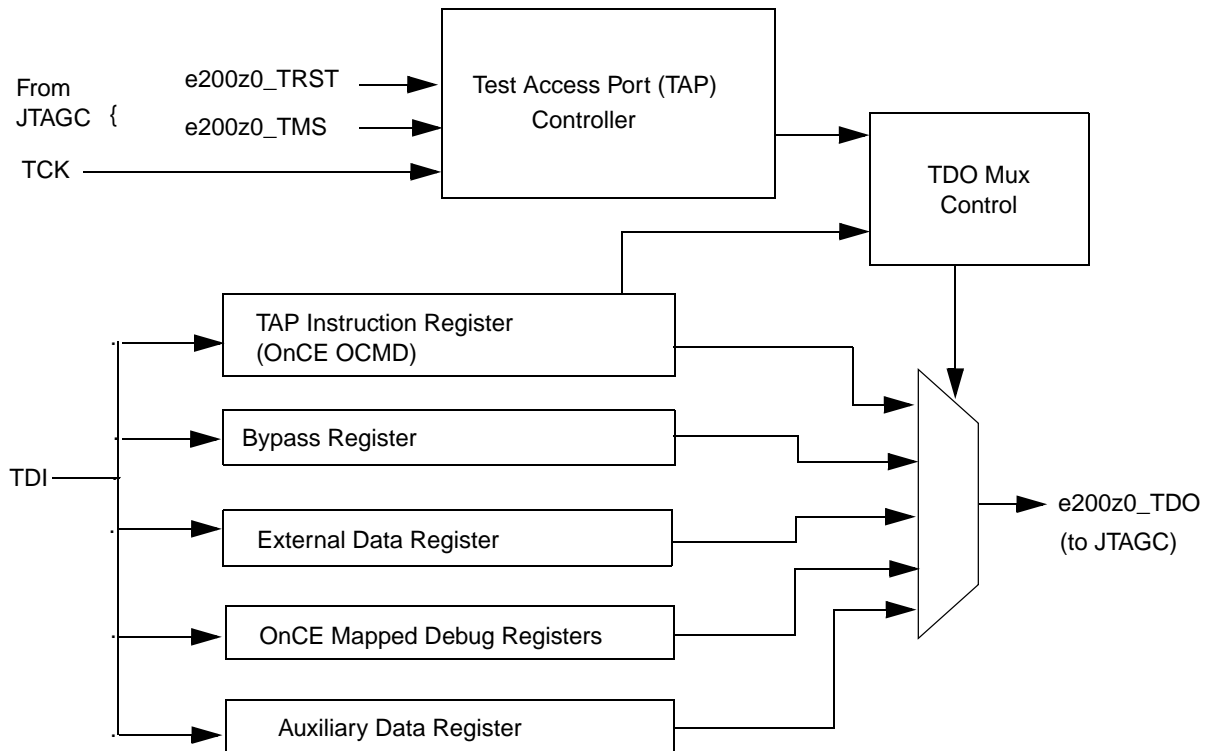 From
JTAGC {
e200z0_TRST
e200z0_TMS
TCK
Test Access Port (TAP)
Controller
TDO Mux
Control
TAP Instruction Register
(OnCE OCMD)
Bypass Register
TDI
External Data Register
OnCE Mapped Debug Registers
Auxiliary Data Register
e200z0_TDO
(to JTAGC)